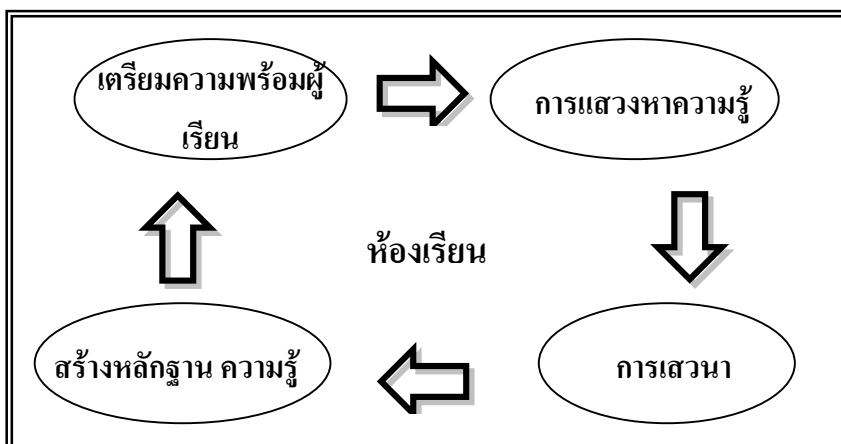 เตรียมความพร้อมผู้
เรียน
การแสวงหาความรู้
ห้องเรียน
สร้างหลักฐาน ความรู้
การเสวนา